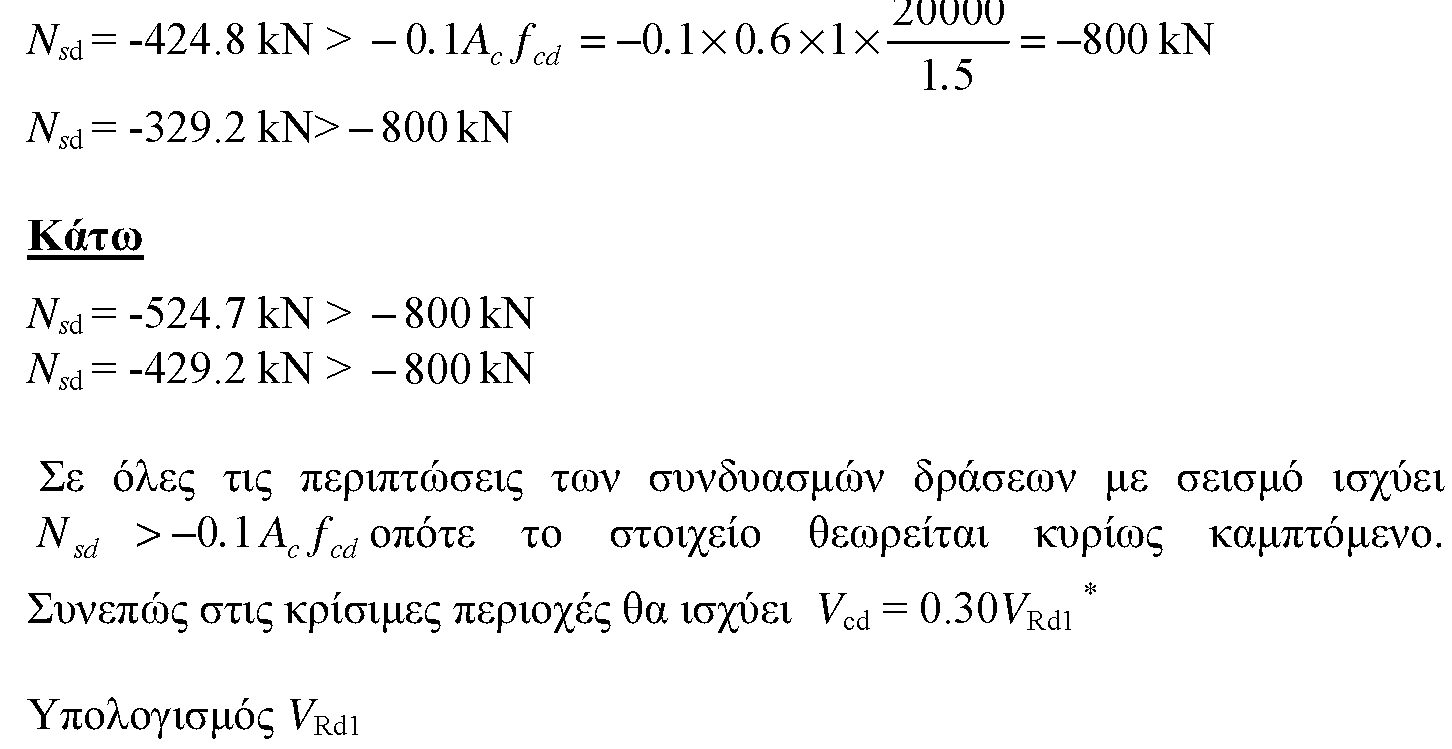 N_sd = -424.8 kN > −0.1A_c f_cd = −0.1×0.6×1×20000/1.5 = −800 kN
N_sd = -329.2 kN> −800 kN
Κάτω
N_sd = -524.7 kN > −800 kN
N_sd = -429.2 kN > −800 kN
Σε όλες τις περιπτώσεις των συνδυασμών δράσεων με σεισμό ισχύει
N_sd >−0.1A_c f_cd οπότε το στοιχείο θεωρείται κυρίως καμπτόμενο.
Συνεπώς στις κρίσιμες περιοχές θα ισχύει V_cd = 0.30V_Rd1 *
Υπολογισμός V_Rd1